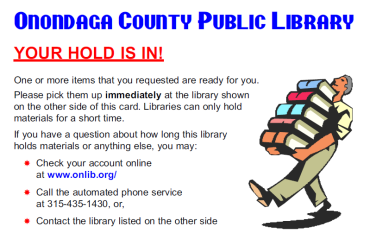 ONONDAGA COUNTY PUBLIC LIBRARY
YOUR HOLD IS IN!
One or more items that you requested are ready for you.
Please pick them up immediately at the library shown
on the other side of this card. Libraries can only hold
materials for a short time.
If you have a question about how long this library
holds materials or anything else, you may:
Check your account online
at www.onlib.org/
Call the automated phone service
at 315-435-1430, or,
Contact the library listed on the other side